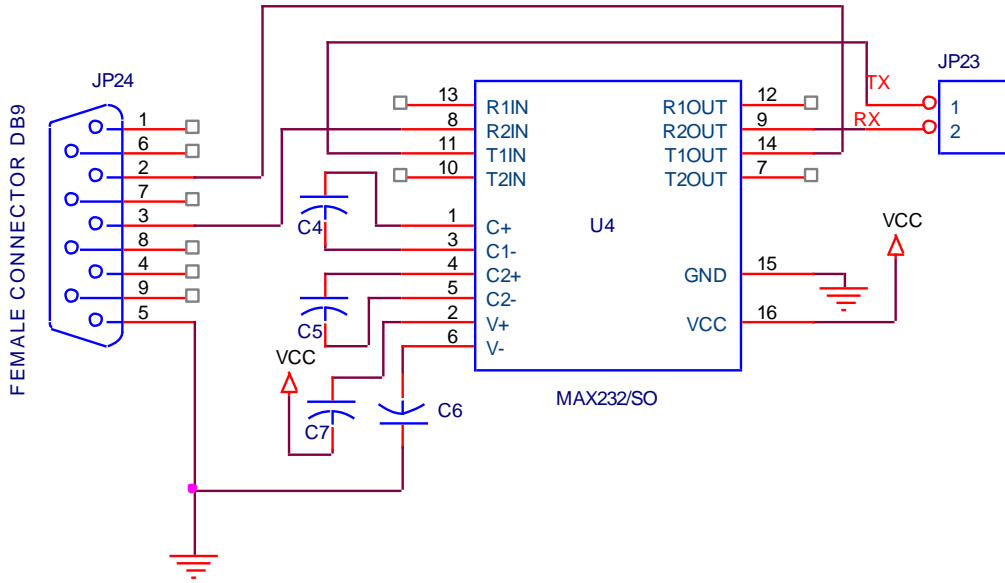 FEMALE CONNECTOR DB9
JP24
1
6
2
7
3
8
4
9
5
13 R1IN
8 R2IN
11 T1IN
10 T2IN
1 C+
3 C1-
4 C2+
5 C2-
2 V+
6 V-
U4
R1OUT 12
R2OUT 9
T1OUT 14
T2OUT 7
GND 15
VCC 16
MAX232/SO
C4
C5
VCC
C7
C6
VCC
JP23
TX
1
RX
2